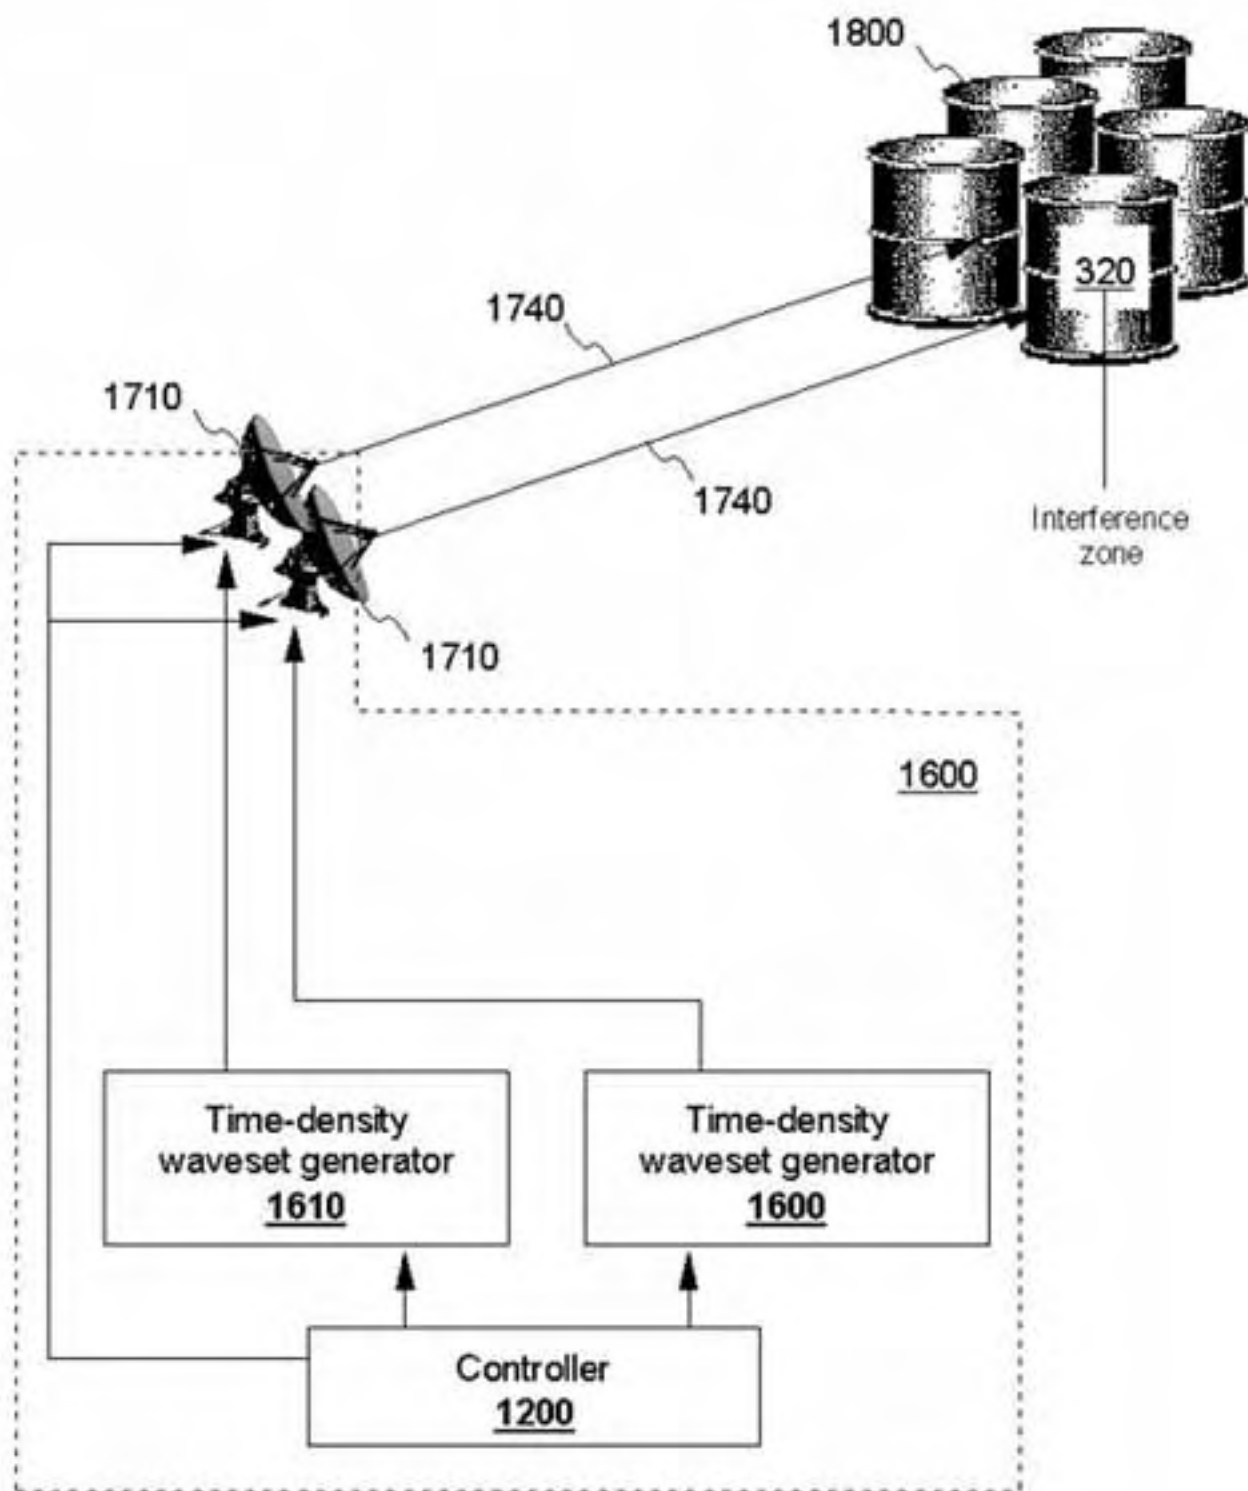 1800
320
1740
1710
1740
Interference
zone
1710
1600
Time-density
waveset generator
1610
Time-density
waveset generator
1600
Controller
1200